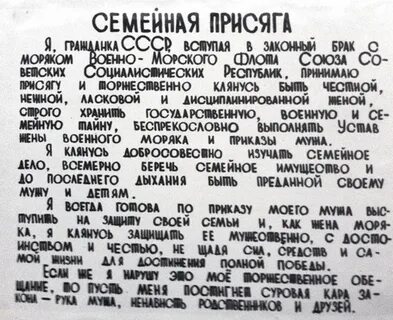 СЕМЕЙНАЯ ПРИСЯГА
Я, ГРАЖДАНКА СССР, ВСТУПАЯ В ЗАКОННЫЙ БРАК С
МОРЯКОМ ВОЕННО-МОРСКОГО ФЛОТА СОЮЗА СО-
ВЕТСКИХ СОЦИАЛИСТИЧЕСКИХ РЕСПУБЛИК, ПРИНИМАЮ
ПРИСЯГУ И ТОРЖЕСТВЕННО КЛЯНУСЬ БЫТЬ ЧЕСТНОЙ,
НЕЖНОЙ, ЛАСКОВОЙ И ДИСЦИПЛИНИРОВАННОЙ ЖЕНОЙ,
СТРОГО ХРАНИТЬ ГОСУДАРСТВЕННУЮ, ВОЕННУЮ И СЕ-
МЕЙНУЮ ТАЙНУ, БЕСПРЕКОСЛОВНО ВЫПОЛНЯТЬ УСТАВ
ЖЕНЫ ВОЕННОГО МОРЯКА И ПРИКАЗЫ МУЖА.
Я КЛЯНУСЬ ДОБРОСОВЕСТНО ИЗУЧАТЬ СЕМЕЙНОЕ
ДЕЛО, ВСЕМЕРНО БЕРЕЧЬ СЕМЕЙНОЕ ИМУЩЕСТВО И
ДО ПОСЛЕДНЕГО ДЫХАНИЯ БЫТЬ ПРЕДАННОЙ СВОЕМУ
МУЖУ И ДЕТЯМ.
Я ВСЕГДА ГОТОВА ПО ПРИКАЗУ МОЕГО МУЖА ВЫС-
ТУПИТЬ НА ЗАЩИТУ СВОЕЙ СЕМЬИ И, КАК ЖЕНА МОРЯ-
КА, Я КЛЯНУСЬ ЗАЩИЩАТЬ ЕЕ МУЖЕСТВЕННО, С ДОСТО-
ИНСТВОМ И ЧЕСТЬЮ, НЕ ЩАДЯ СИЛ, СРЕДСТВ И СА-
МОЙ ЖИЗНИ ДЛЯ ДОСТИЖЕНИЯ ПОЛНОЙ ПОБЕДЫ.
ЕСЛИ ЖЕ Я НАРУШУ ЭТО МОЁ ТОРЖЕСТВЕННОЕ ОБЕ-
ЩАНИЕ, ТО ПУСТЬ МЕНЯ ПОСТИГНЕТ СУРОВАЯ КАРА ЗА-
КОНА - РУКА МУЖА, НЕНАВИСТЬ РОДСТВЕННИКОВ И ДРУЗЕЙ.